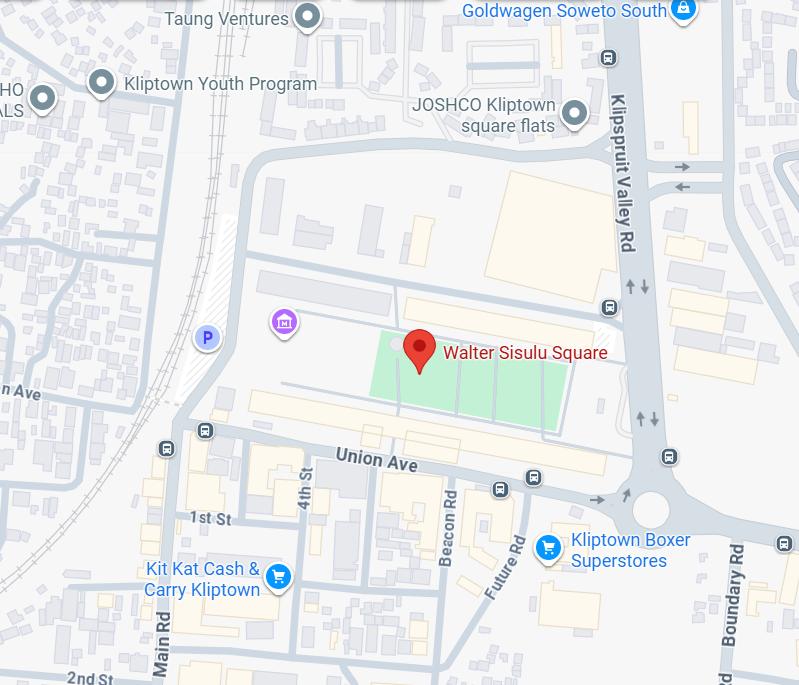 Taung Ventures
Goldwagen Soweto South
Kliptown Youth Program
HO
ALS
JOSHCO Kliptown
square flats
Klipspruit Valley Rd
M
P
Walter Sisulu Square
n Ave
Union Ave
4th St
1st St
Beacon Rd
Future Rd
Kliptown Boxer
Superstores
Kit Kat Cash &
Carry Kliptown
Main Rd
Boundary Rd
Rd
2nd St